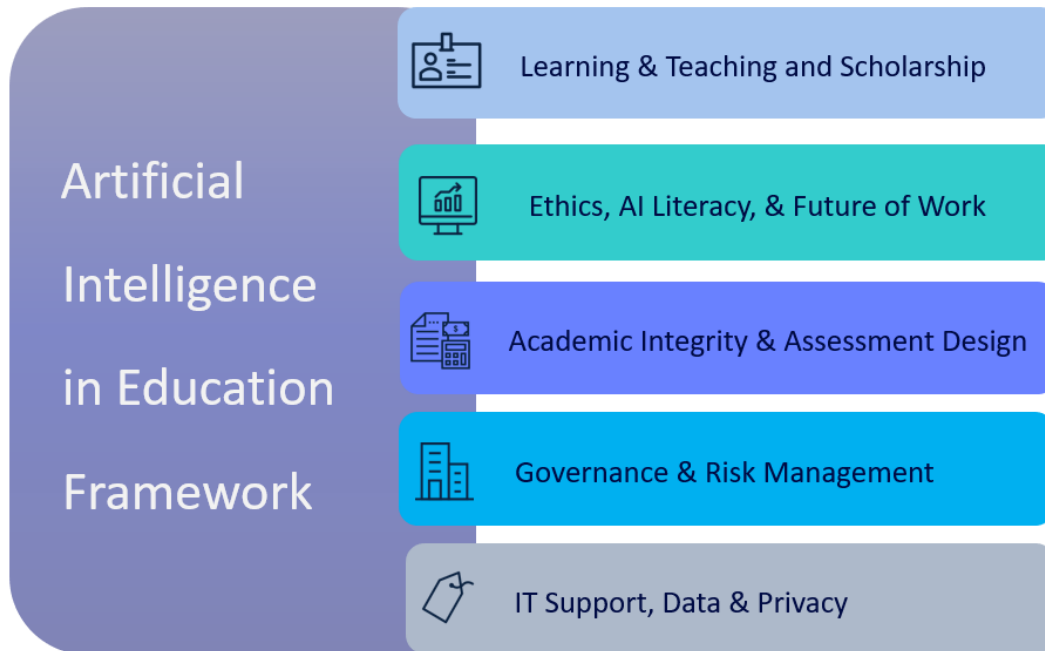 Artificial
Intelligence
in Education
Framework
Learning & Teaching and Scholarship
Ethics, AI Literacy, & Future of Work
Academic Integrity & Assessment Design
Governance & Risk Management
IT Support, Data & Privacy